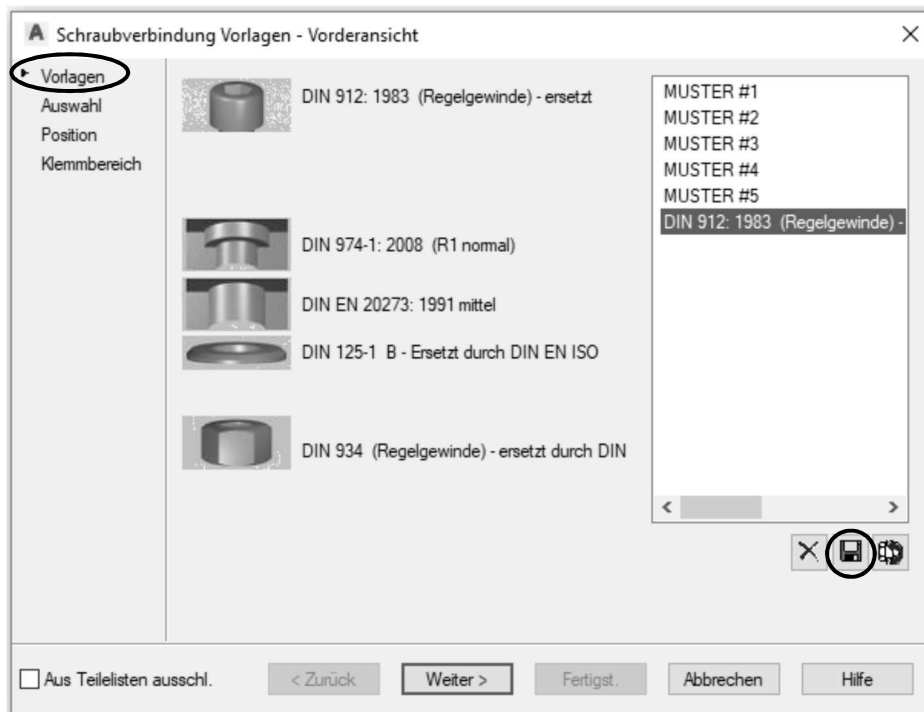 Schraubverbindung Vorlagen - Vorderansicht
Vorlagen
Auswahl
Position
Klemmbereich
DIN 912: 1983 (Regelgewinde) - ersetzt
DIN 974-1: 2008 (R1 normal)
DIN EN 20273: 1991 mittel
DIN 125-1 B - Ersetzt durch DIN EN ISO
DIN 934 (Regelgewinde) - ersetzt durch DIN
MUSTER #1
MUSTER #2
MUSTER #3
MUSTER #4
MUSTER #5
DIN 912: 1983 (Regelgewinde) -
Aus Teilelisten ausschl.
< Zurück
Weiter >
Fertigst.
Abbrechen
Hilfe